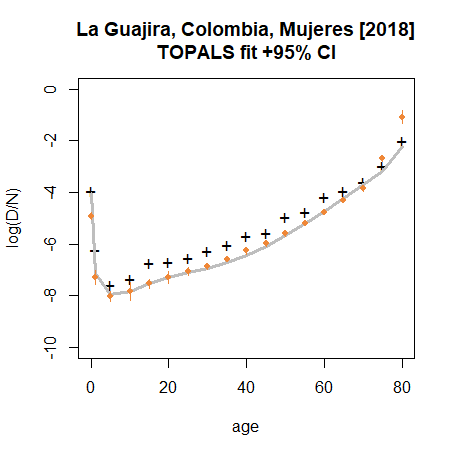 La Guajira, Colombia, Mujeres [2018]
TOPALS fit +95% CI
0
-2
-4
-6
-8
-10
log(D/N)
0 20 40 60 80
age